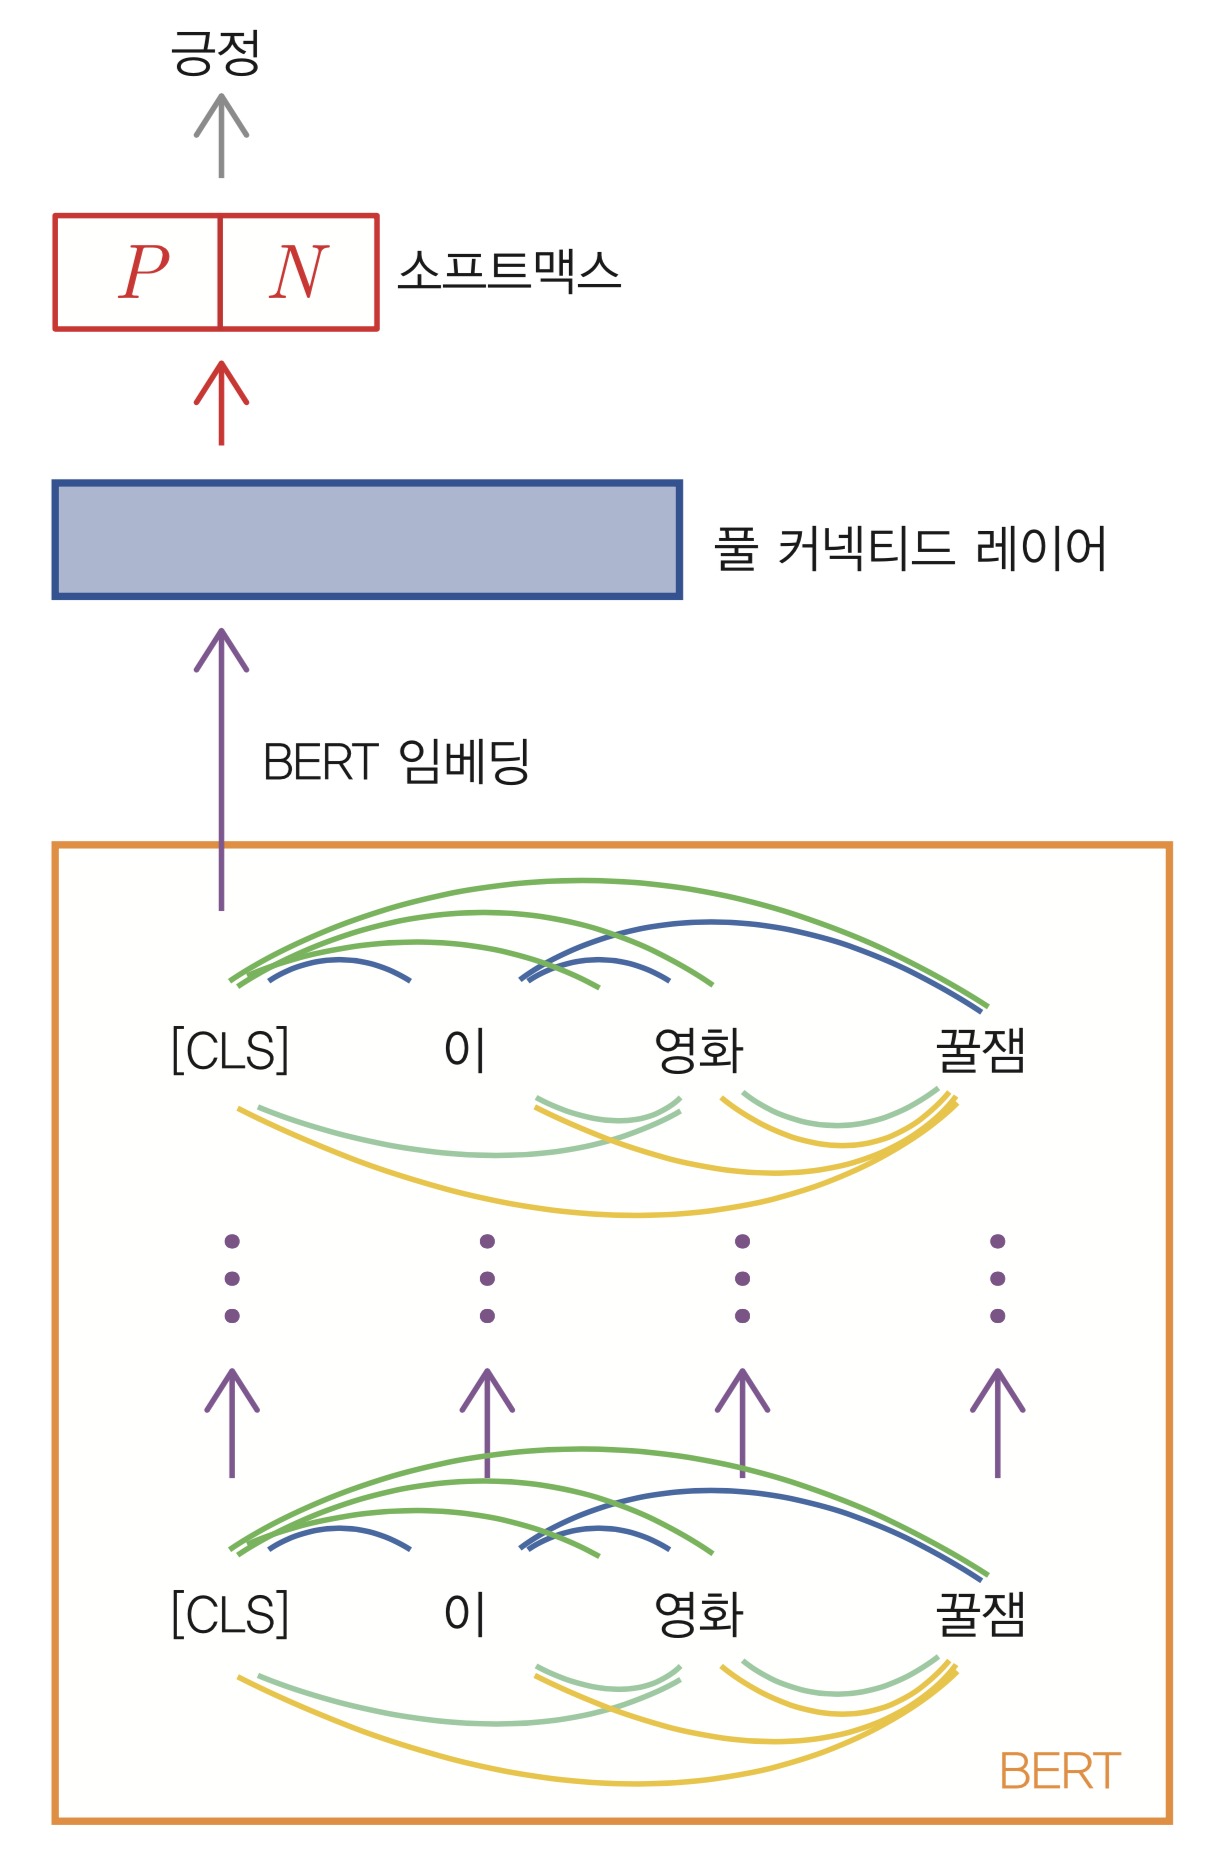 긍정
P N 소프트맥스
풀 커넥티드 레이어
BERT 임베딩
[CLS] 이 영화 꿀잼
[CLS] 이 영화 꿀잼
BERT